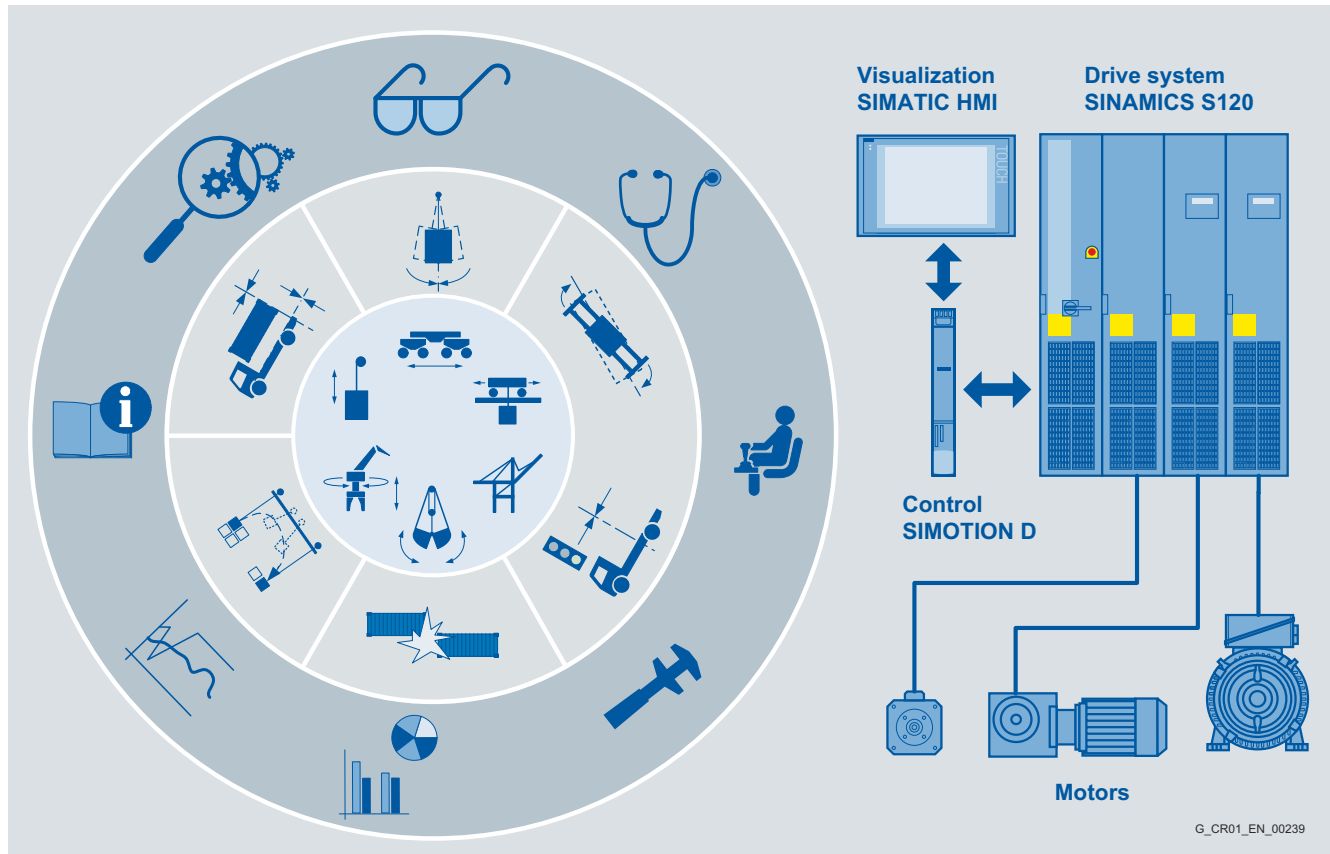 Visualization
SIMATIC HMI
Drive system
SINAMICS S120
TOUCH
i
Control
SIMOTION D
Motors
G_CR01_EN_00239